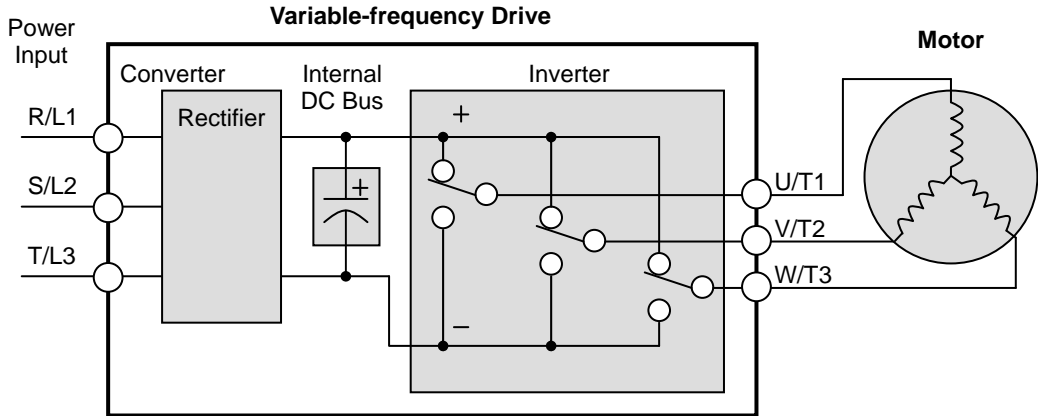 Variable-frequency Drive
Power
Input
Motor
Converter
Internal
DC Bus
Inverter
Rectifier
R/L1
S/L2
T/L3
+
+
–
U/T1
V/T2
W/T3